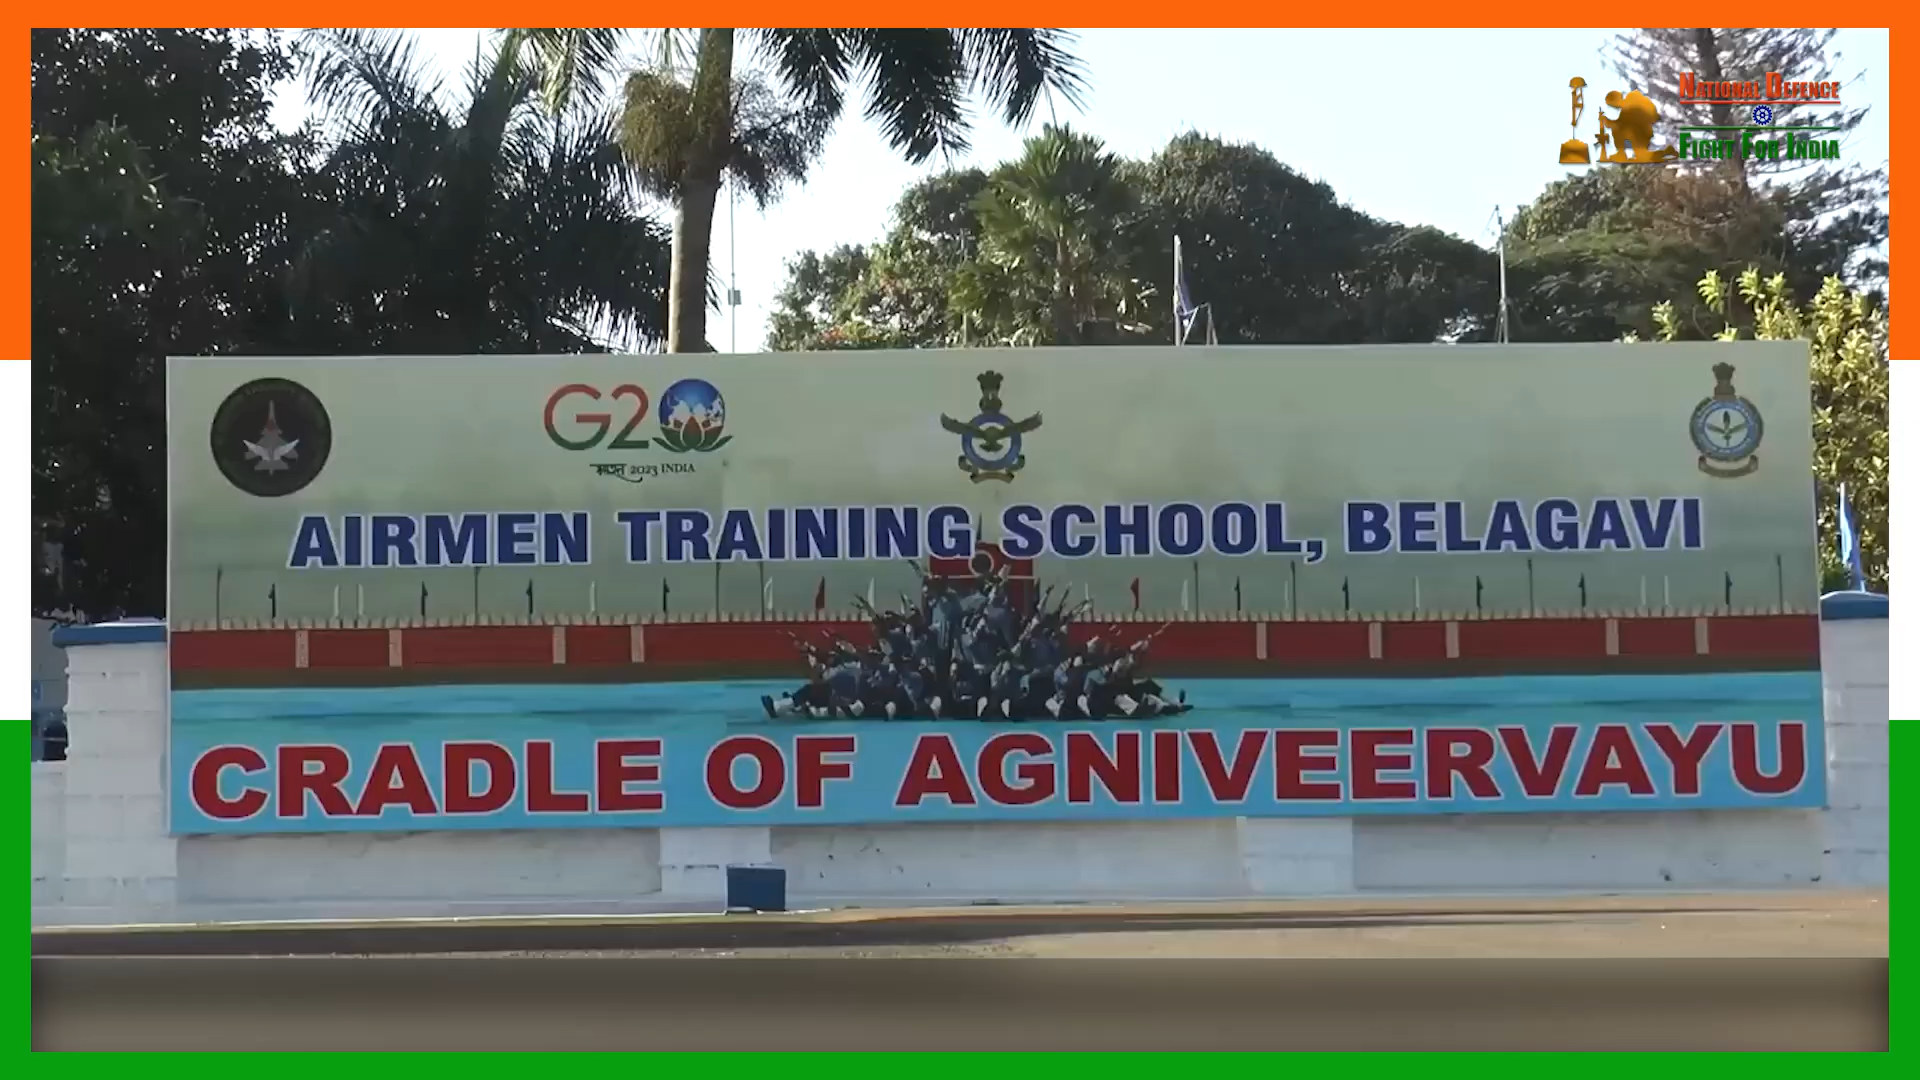 NATIONAL DEFENCE
FIGHT FOR INDIA
G20
भारत 2023 INDIA
AIRMEN TRAINING SCHOOL, BELAGAVI
CRADLE OF AGNIVEERVAYU